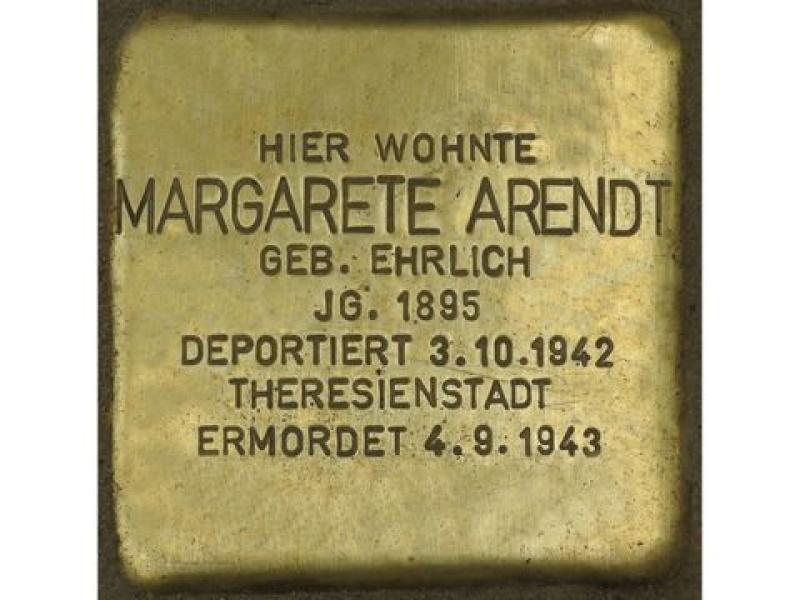 HIER WOHNTE
MARGARETE ARENDT
GEB. EHRLICH
JG. 1895
DEPORTIERT 3.10.1942
THERESIENSTADT
ERMORDET 4.9.1943